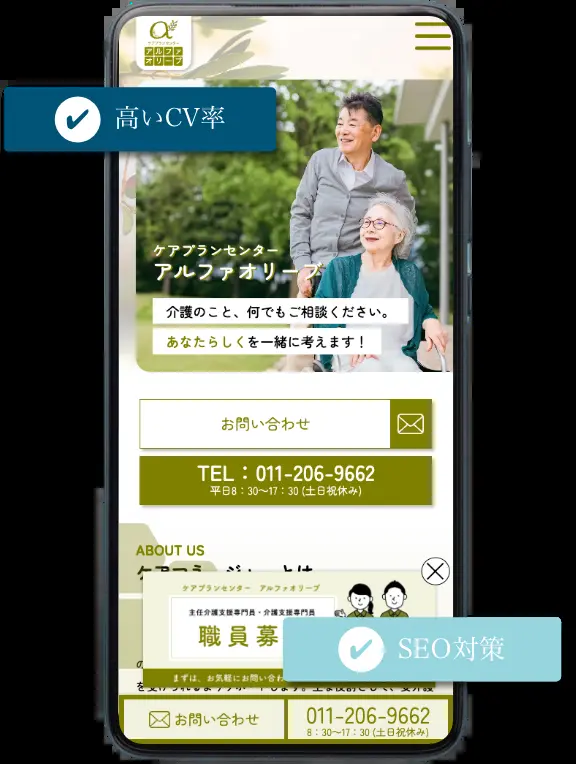 ケアプランセンター
アルファ
オリーブ
高いCV率
ケアプランセンター
アルファオリーブ
介護のこと、何でもご相談ください。
あなたらしくを一緒に考えます！
お問い合わせ
TEL：011-206-9662
平日8：30〜17：30 (土日祝休み)
ABOUT US
ケアプランセンター　アルファオリーブ
主任介護支援専門員・介護支援専門員
職員募
まずは、お気軽にお問い合わ
SEO対策
お問い合わせ
011-206-9662
8：30〜17：30 (土日祝休み)